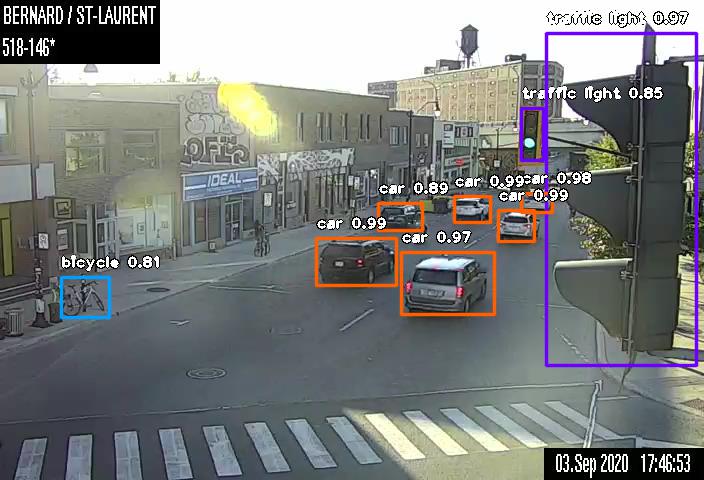 BERNARD / ST-LAURENT
518-146*
traffic light 0.97
traffic light 0.85
car 0.89
car 0.99
car 0.98
car 0.99
car 0.99
car 0.97
IDEAL
bicycle 0.81
03.Sep 2020 17:46:53